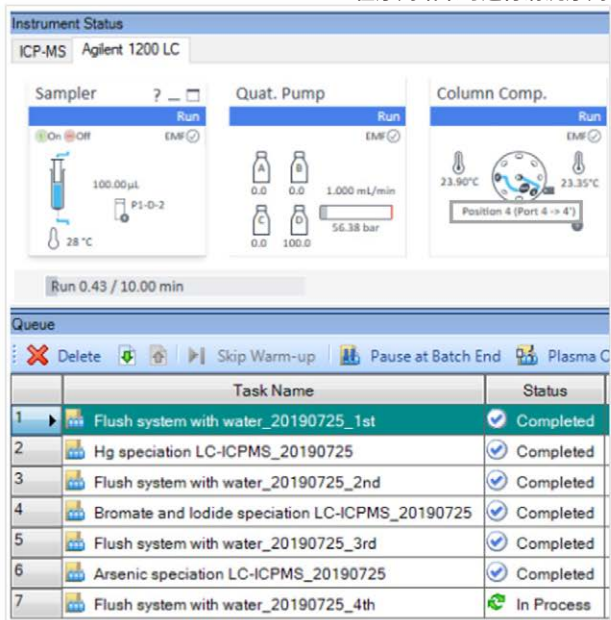 Instrument Status
ICP-MS Agilent 1200 LC
Sampler ? Quat. Pump Column Comp.
Run Run Run
On Off EMF EMF EMF
A B
100.00 µL 0.0 0.0 1.000 mL/min 23.90°C 23.35°C
P1-D-2 C D Position 4 (Port 4 -> 4')
56.38 bar
28 °C 0.0 100.0
Run 0.43 / 10.00 min
Queue
Delete Skip Warm-up Pause at Batch End Plasma
Task Name Status
1 Flush system with water_20190725_1st Completed
2 Hg speciation LC-ICPMS_20190725 Completed
3 Flush system with water_20190725_2nd Completed
4 Bromate and Iodide speciation LC-ICPMS_20190725 Completed
5 Flush system with water_20190725_3rd Completed
6 Arsenic speciation LC-ICPMS_20190725 Completed
7 Flush system with water_20190725_4th In Process